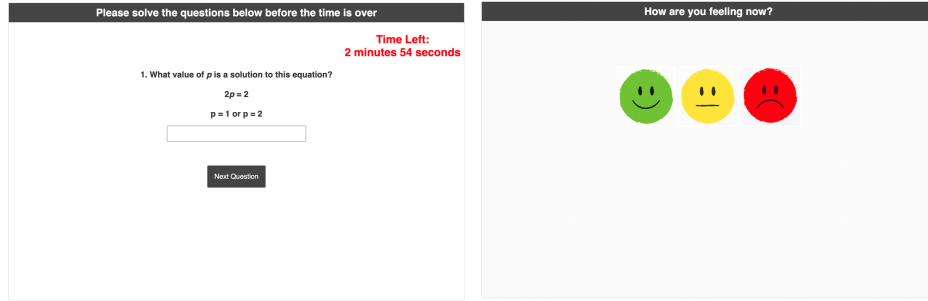 Please solve the questions below before the time is over
Time Left:
2 minutes 54 seconds
1. What value of p is a solution to this equation?
2p = 2
p = 1 or p = 2
Next Question
How are you feeling now?